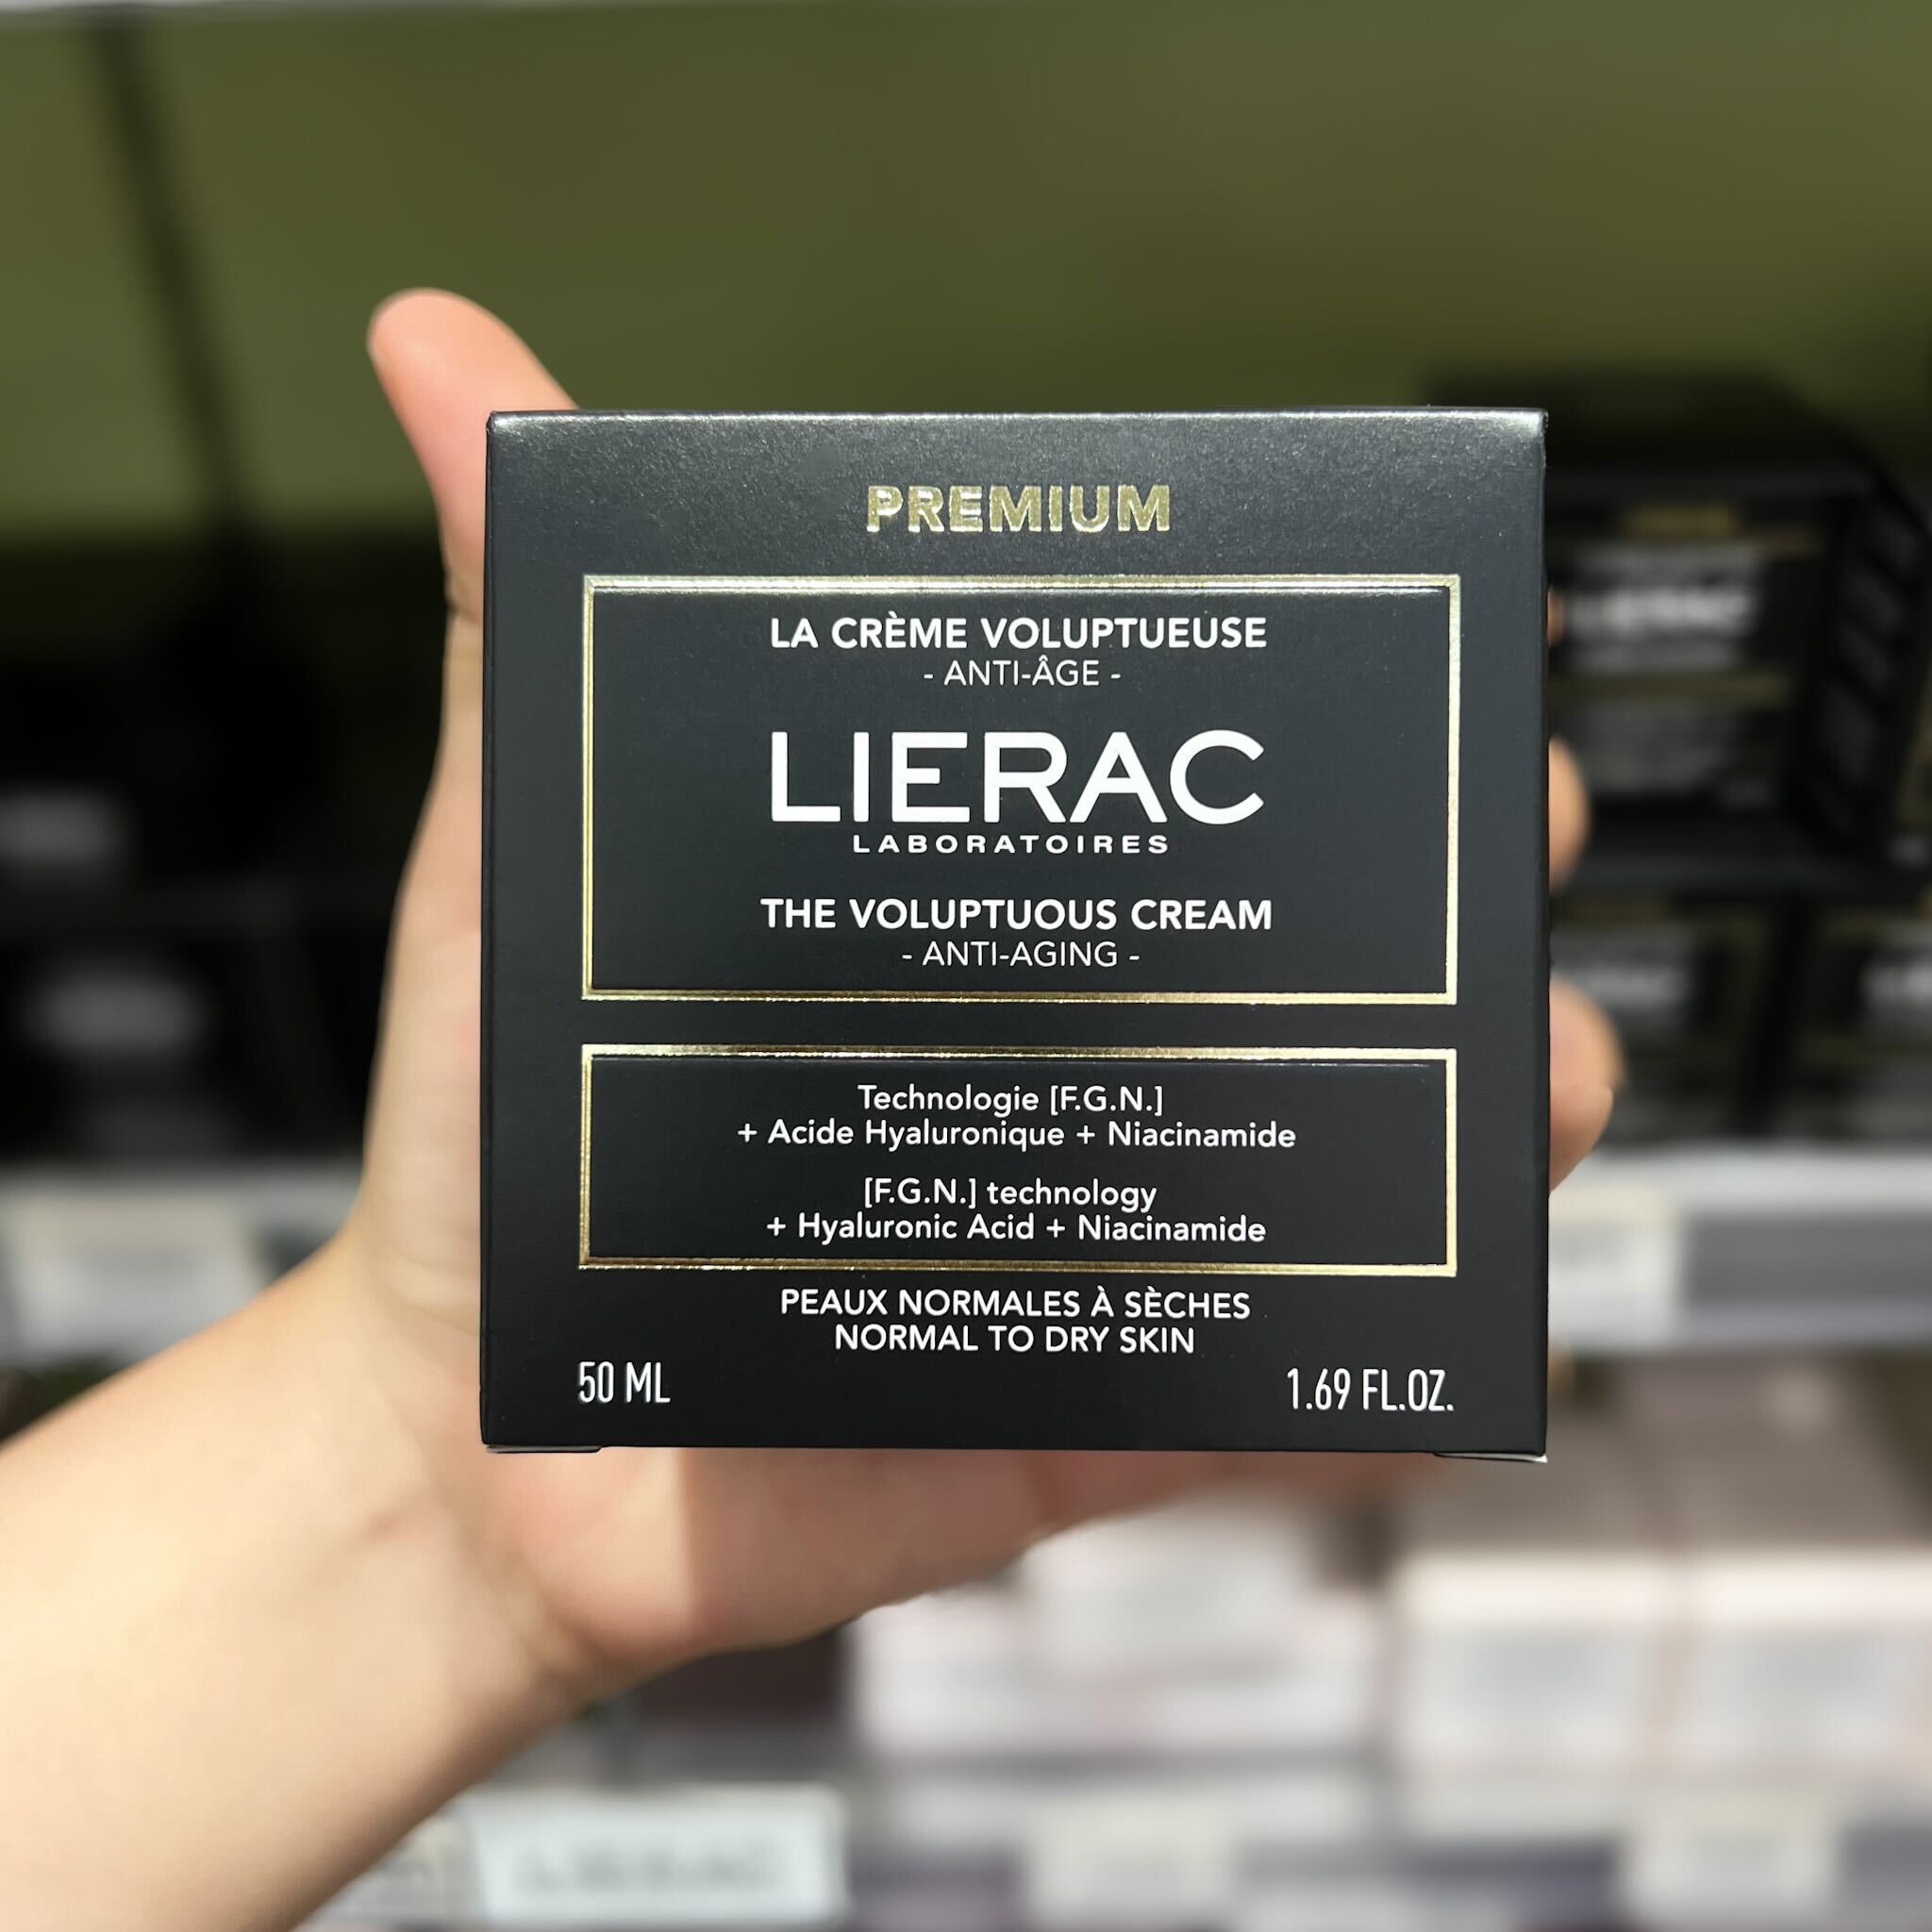 PREMIUM
LA CRÈME VOLUPTUEUSE
- ANTI-ÂGE -
LIERAC
LABORATOIRES
THE VOLUPTUOUS CREAM
- ANTI-AGING -
Technologie [F.G.N.]
+ Acide Hyaluronique + Niacinamide
[F.G.N.] technology
+ Hyaluronic Acid + Niacinamide
PEAUX NORMALES À SÈCHES
NORMAL TO DRY SKIN
50 ML
1.69 FL.OZ.
LIERAC